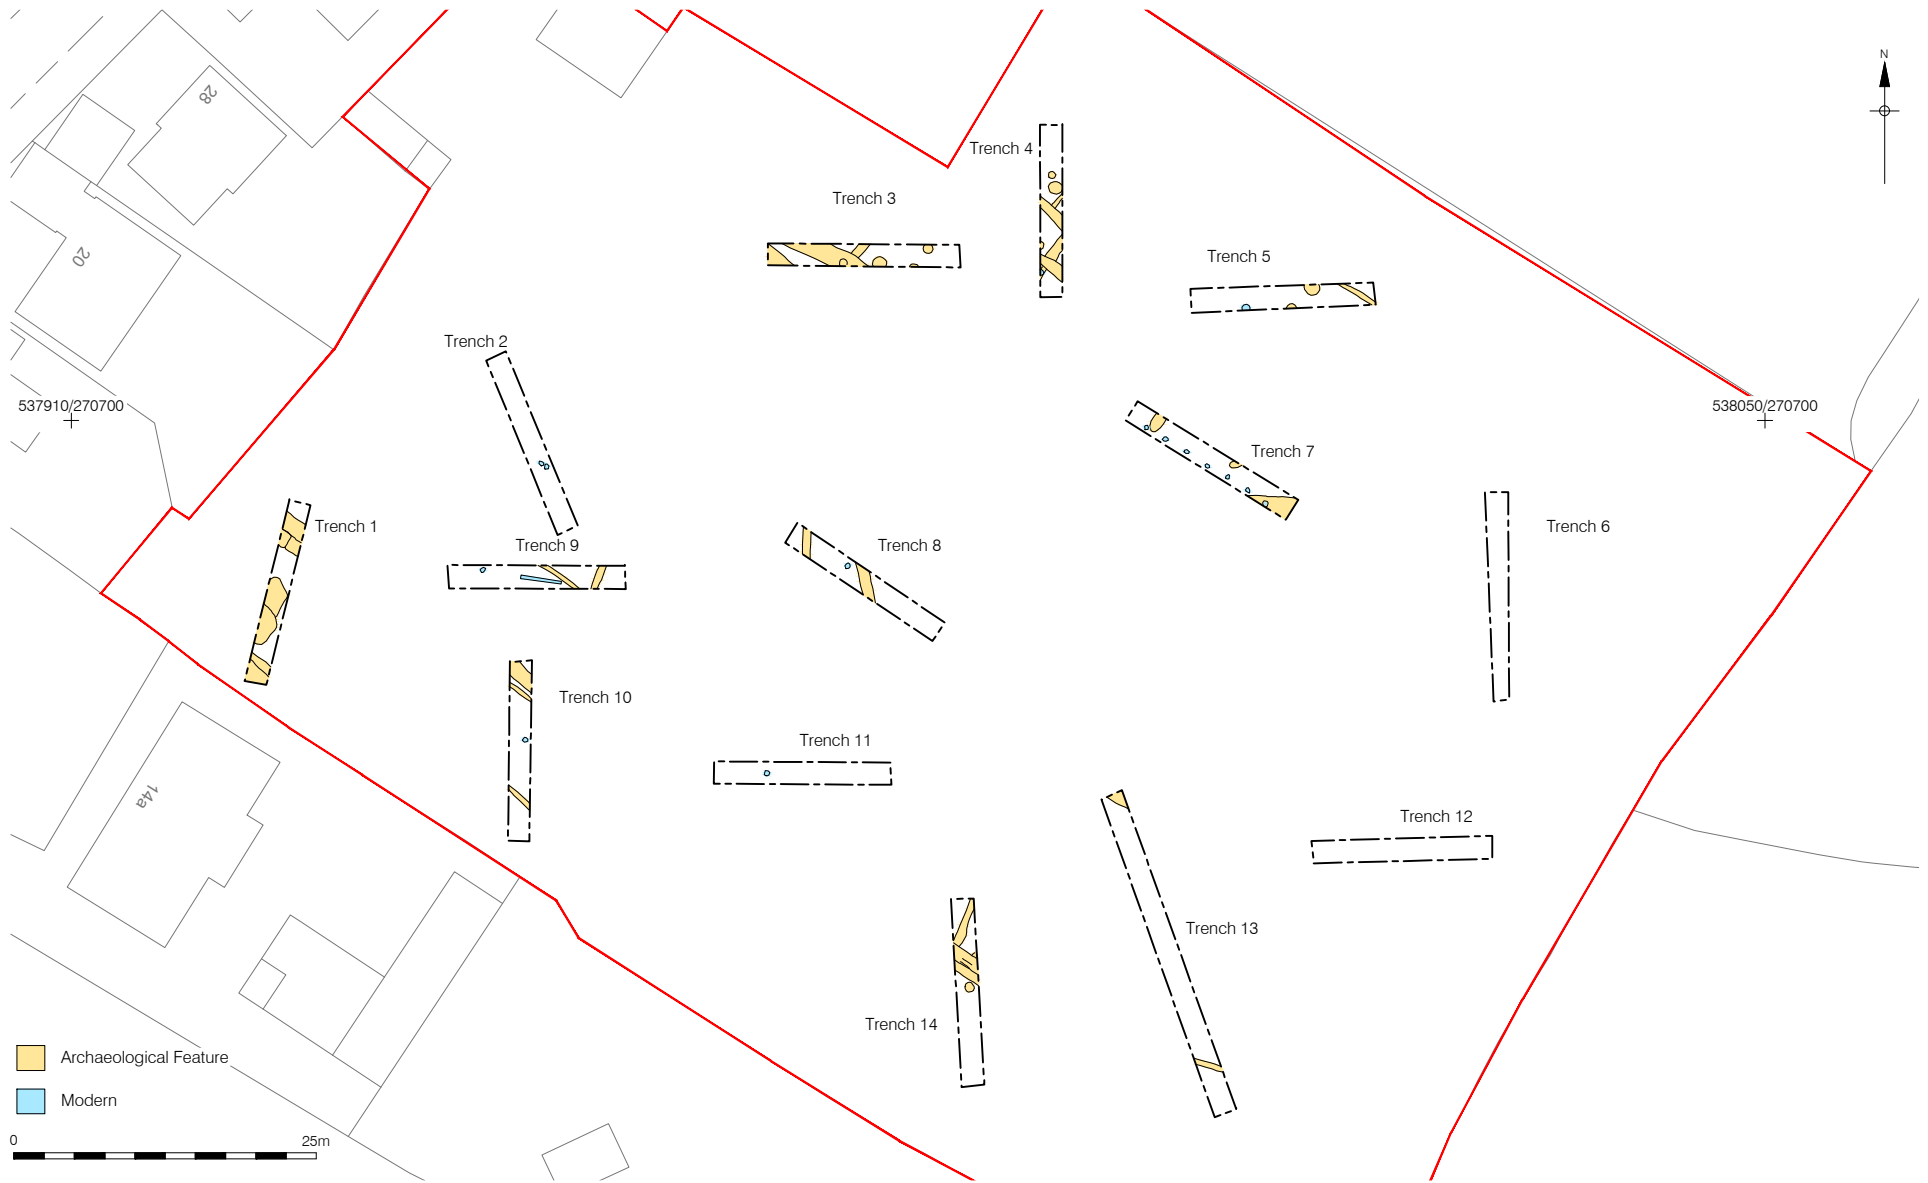 N
28
Trench 4
Trench 3
20
Trench 5
Trench 2
537910/270700
538050/270700
Trench 7
Trench 1
Trench 9
Trench 8
Trench 6
Trench 10
Trench 11
14a
Trench 12
Trench 13
Trench 14
Archaeological Feature
Modern
0 25m